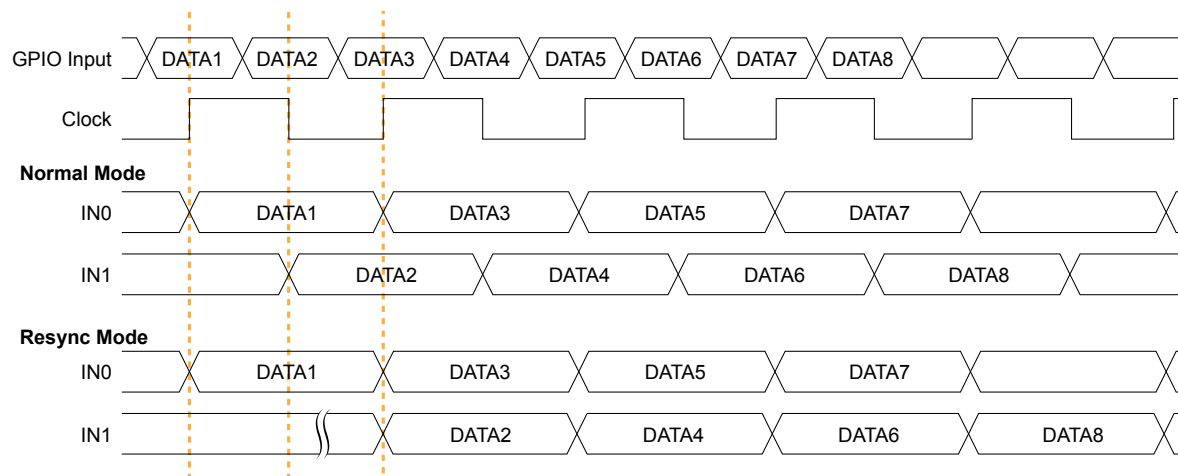 GPIO Input DATA1 DATA2 DATA3 DATA4 DATA5 DATA6 DATA7 DATA8
Clock
Normal Mode
IN0 DATA1 DATA3 DATA5 DATA7
IN1 DATA2 DATA4 DATA6 DATA8
Resync Mode
IN0 DATA1 DATA3 DATA5 DATA7
IN1 DATA2 DATA4 DATA6 DATA8